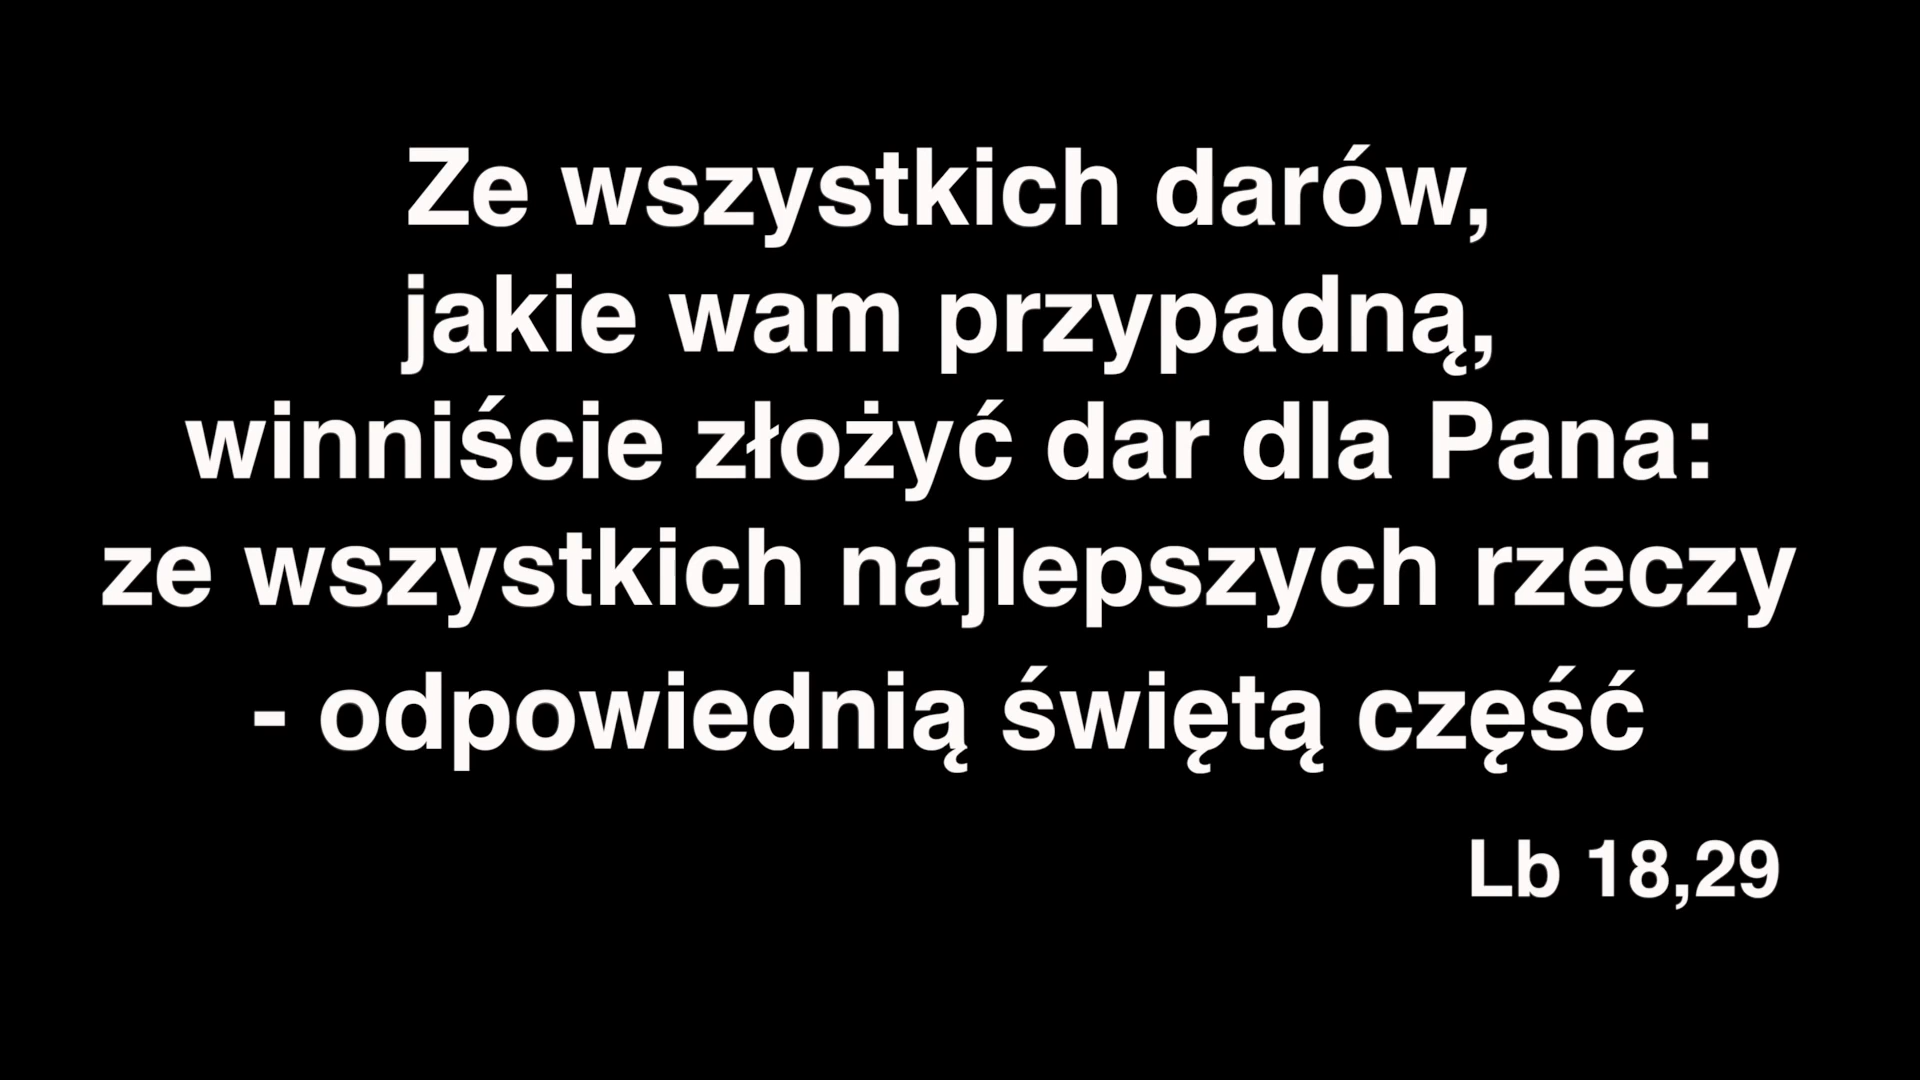 Ze wszystkich darów,
jakie wam przypadną,
winniście złożyć dar dla Pana:
ze wszystkich najlepszych rzeczy
- odpowiednią świętą część
Lb 18,29